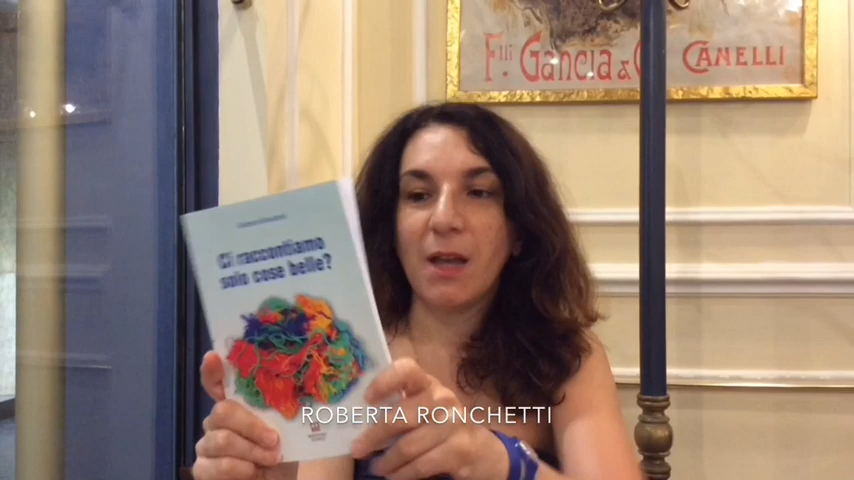 F.lli Gancia & C. CANELLI
Ci raccontiamo
solo cose belle?
ROBERTA RONCHETTI